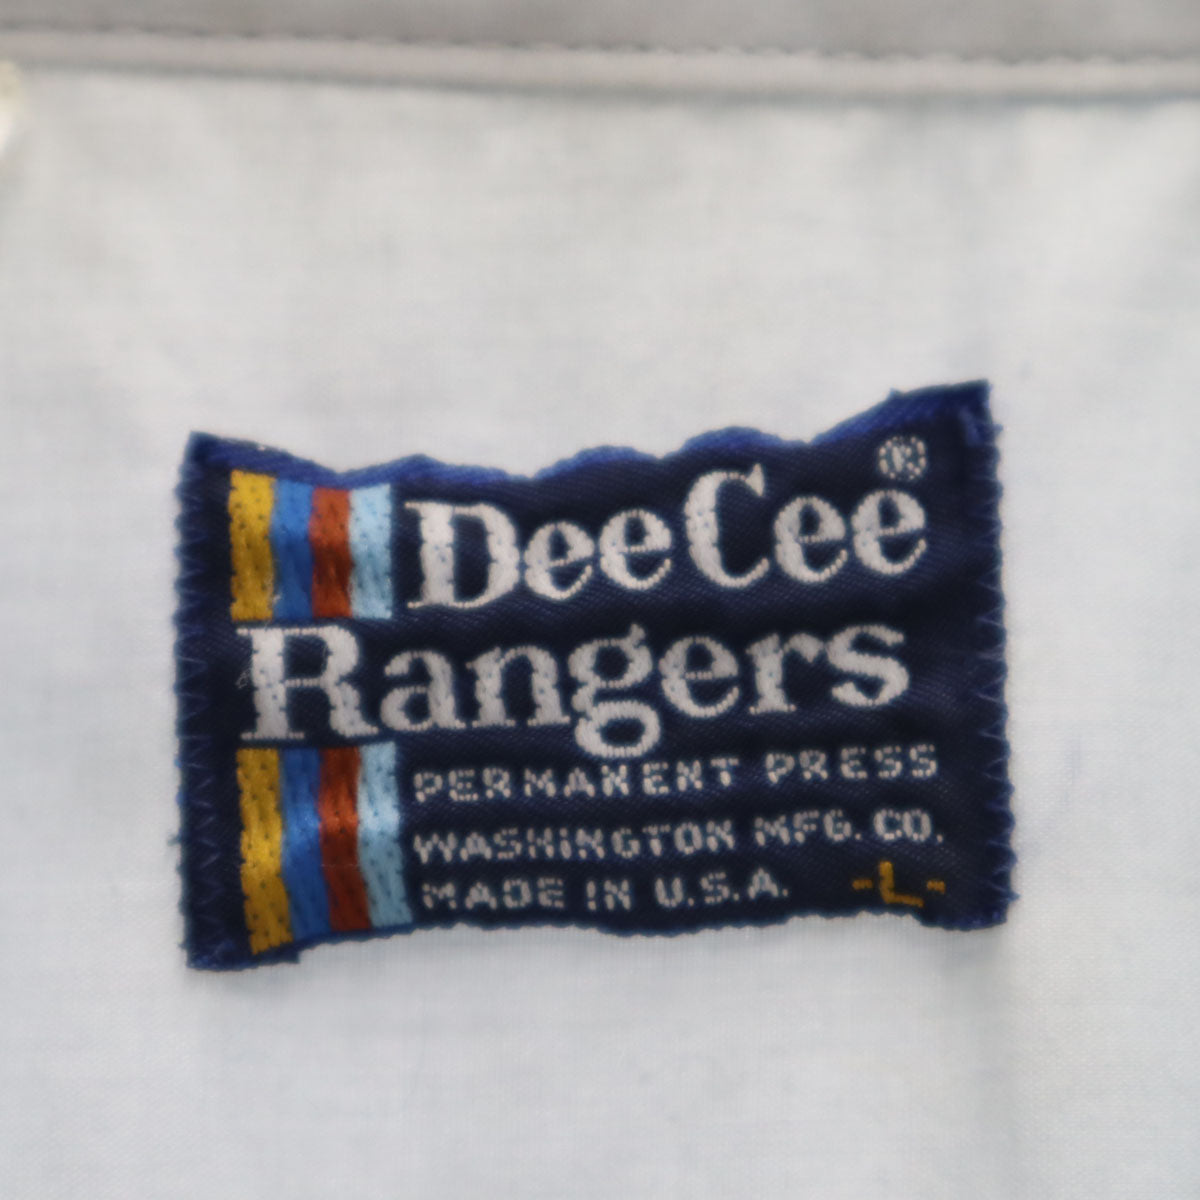 DeeCee®
Rangers
PERMANENT PRESS
WASHINGTON MFG. CO.
MADE IN U.S.A. -L-